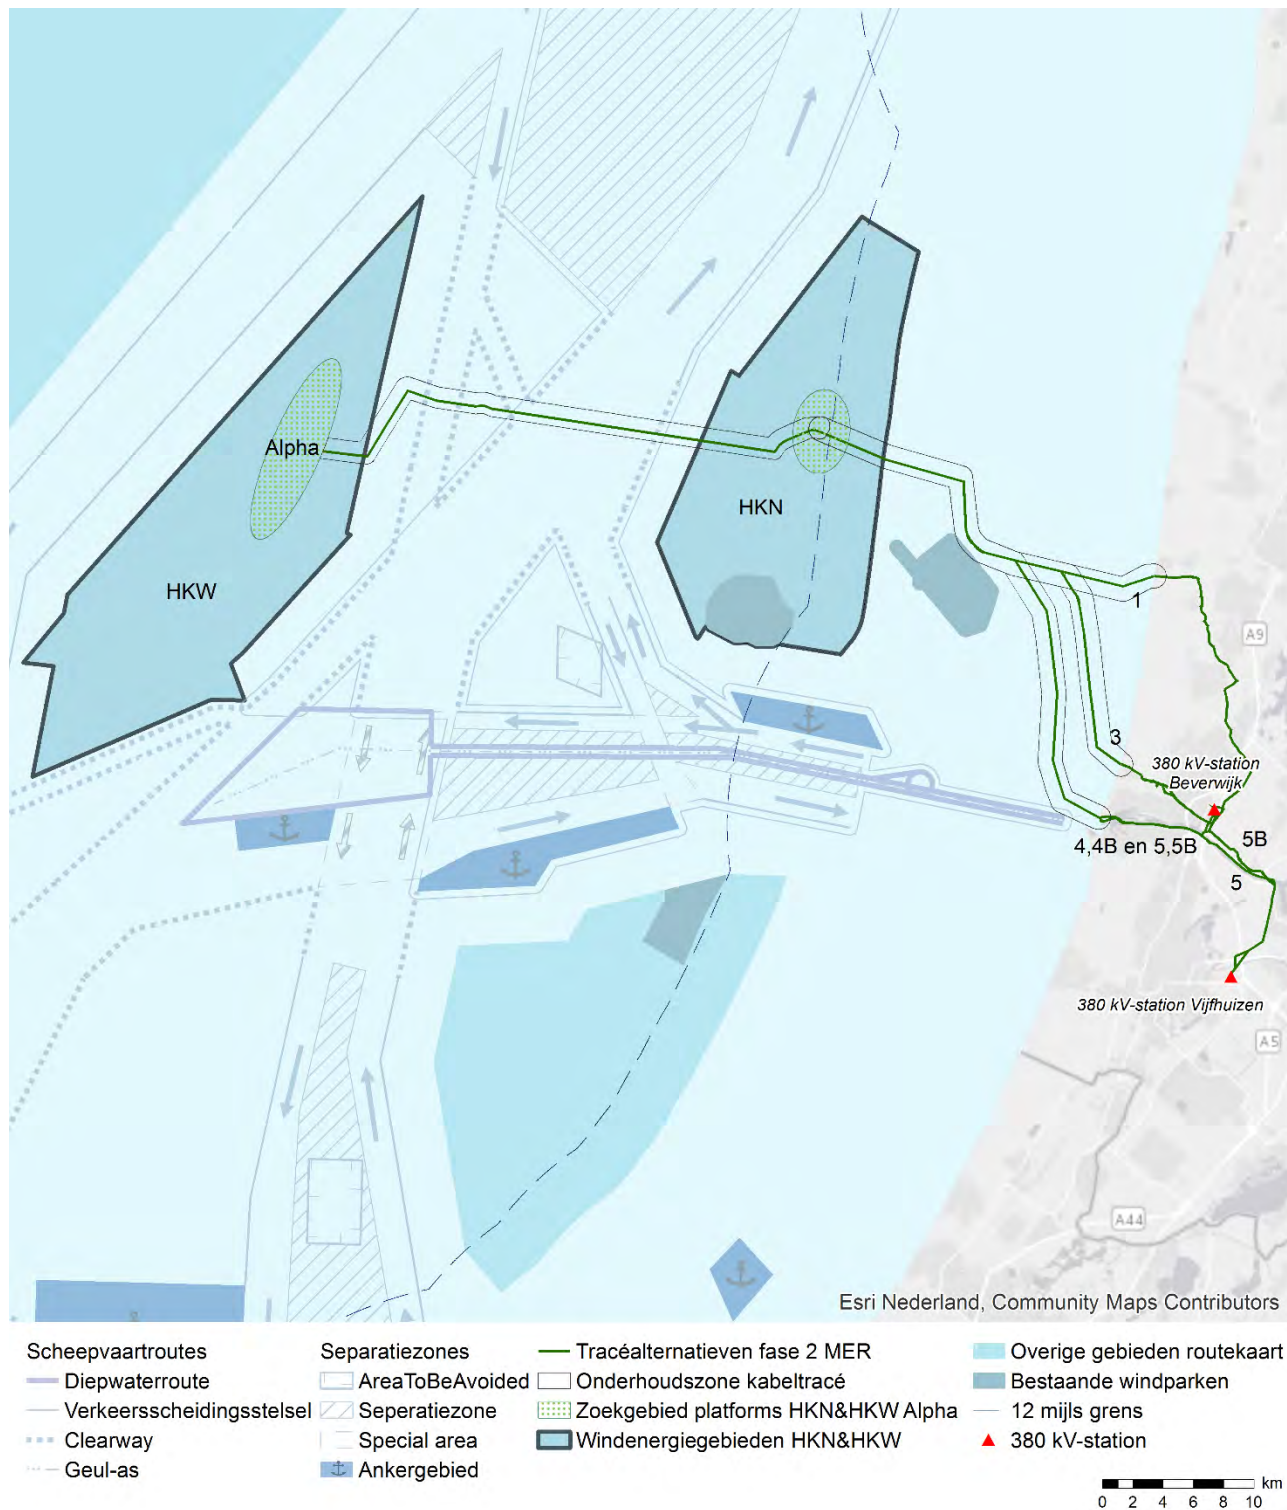 Alpha
HKN
HKW
1
A9
3
380 kV-station
Beverwijk
4,4B en 5,5B
5B
5
380 kV-station Vijfhuizen
A5
A44
Esri Nederland, Community Maps Contributors
Scheepvaartroutes
Diepwaterroute
Verkeersscheidingsstelsel
Clearway
Geul-as
Separatiezones
AreaToBeAvoided
Seperatiezone
Special area
Ankergebied
Tracéalternatieven fase 2 MER
Onderhoudszone kabeltracé
Zoekgebied platforms HKN&HKW Alpha
Windenergiegebieden HKN&HKW
Overige gebieden routekaart
Bestaande windparken
12 mijls grens
380 kV-station
km
0 2 4 6 8 10